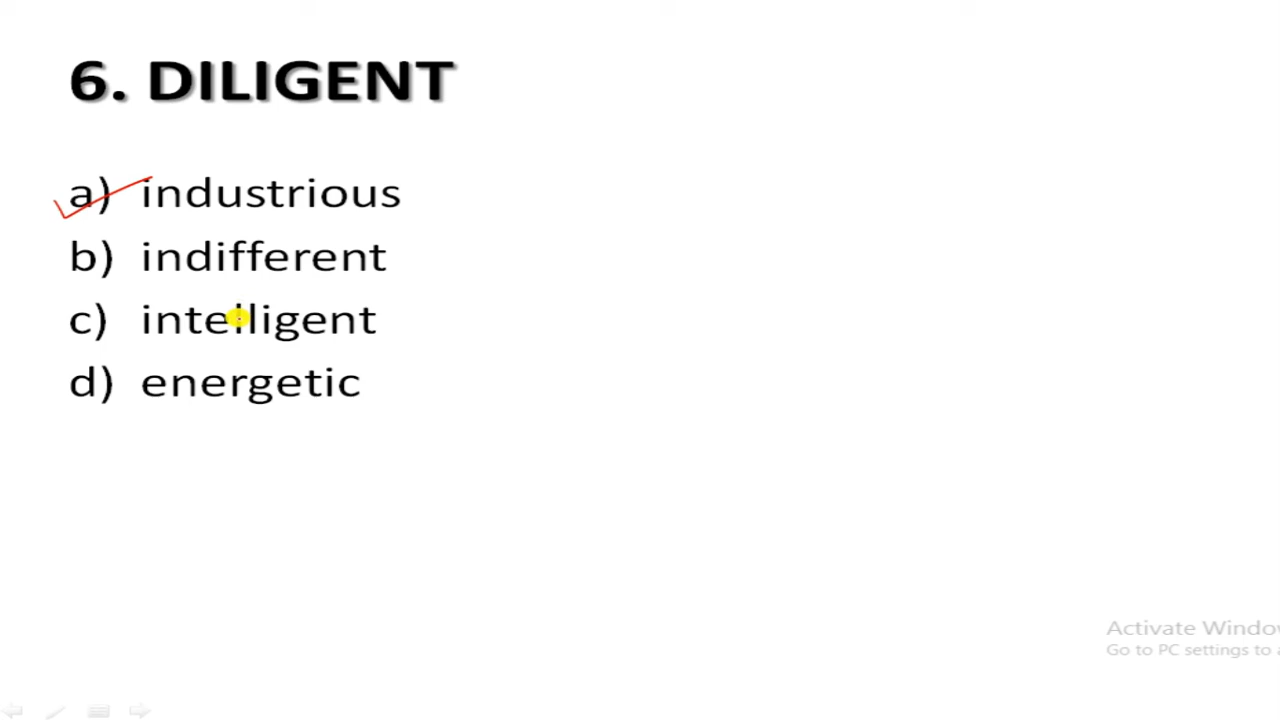 6. DILIGENT
a) industrious
b) indifferent
c) intelligent
d) energetic
Activate Windo
Go to PC settings to